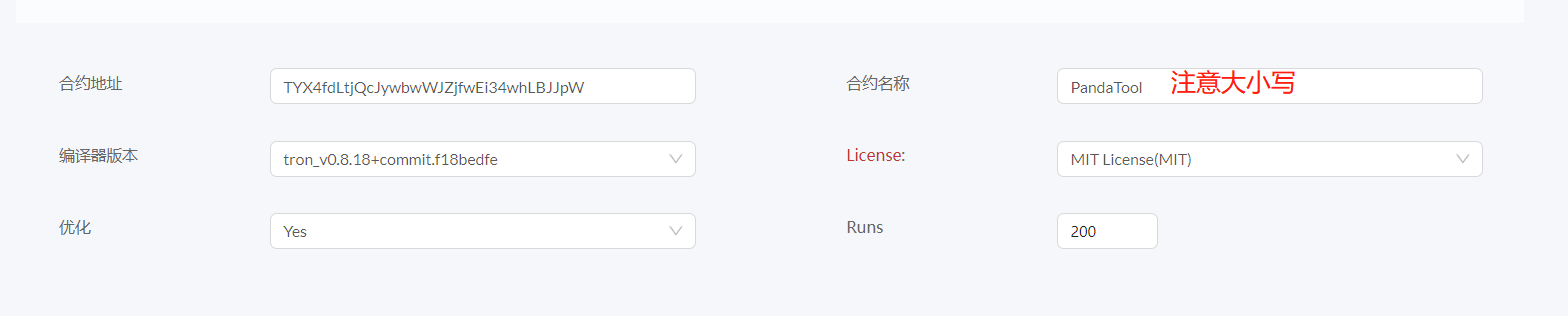 合约地址 TYX4fdLtjQcJywbwWJZjfwEi34whLBJJpW 合约名称 PandaTool 注意大小写
编译器版本 tron_v0.8.18+commit.f18bedfe License: MIT License(MIT)
优化 Yes Runs 200